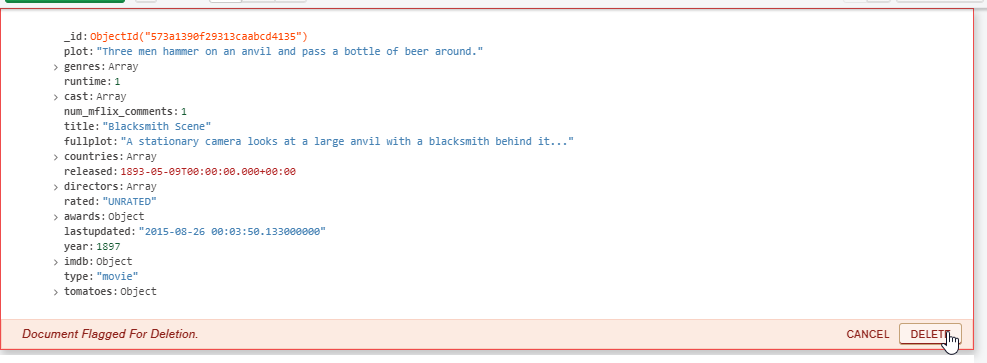 _id: ObjectId("573a1390f29313caabcd4135")
plot: "Three men hammer on an anvil and pass a bottle of beer around."
genres: Array
runtime: 1
cast: Array
num_mflix_comments: 1
title: "Blacksmith Scene"
fullplot: "A stationary camera looks at a large anvil with a blacksmith behind it..."
countries: Array
released: 1893-05-09T00:00:00.000+00:00
directors: Array
rated: "UNRATED"
awards: Object
lastupdated: "2015-08-26 00:03:50.133000000"
year: 1897
imdb: Object
type: "movie"
tomatoes: Object
Document Flagged For Deletion. CANCEL DELETE